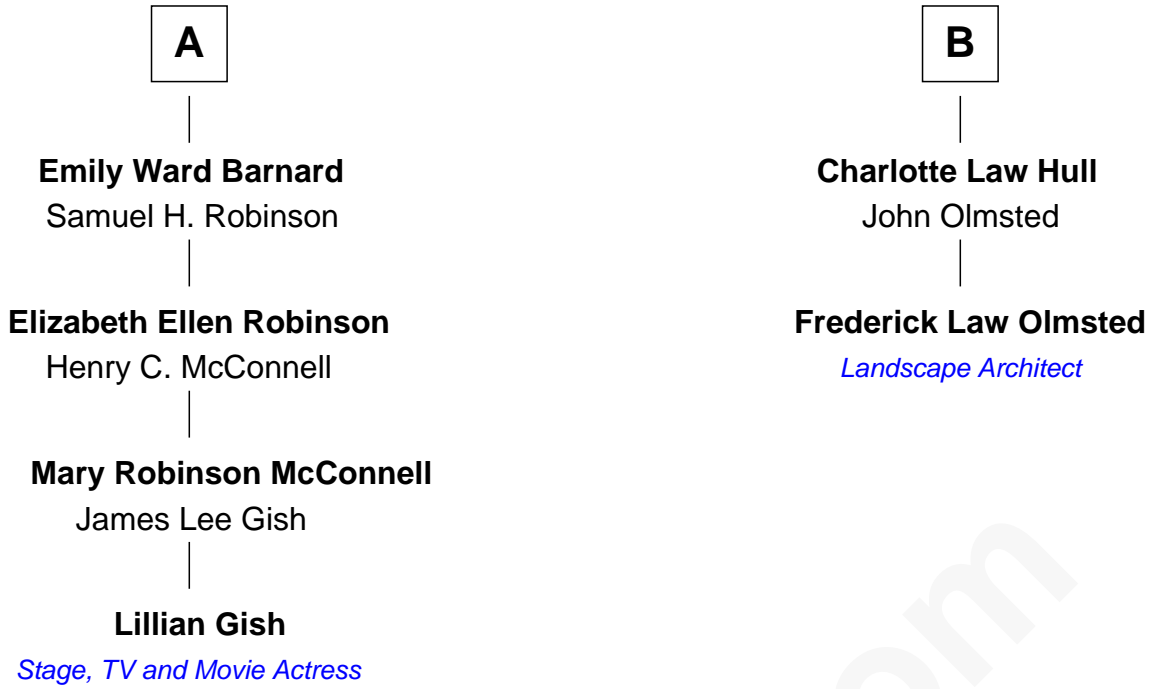 A
Emily Ward Barnard
Samuel H. Robinson
Elizabeth Ellen Robinson
Henry C. McConnell
Mary Robinson McConnell
James Lee Gish
Lillian Gish
Stage, TV and Movie Actress
B
Charlotte Law Hull
John Olmsted
Frederick Law Olmsted
Landscape Architect
om